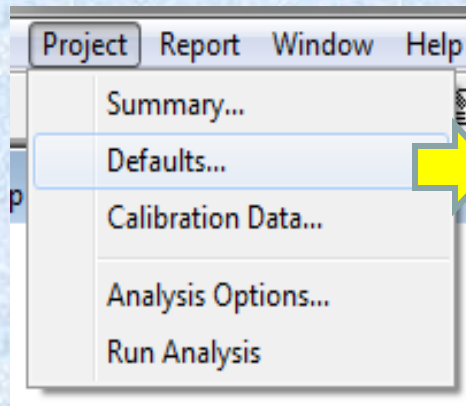 Project Report Window Help
Summary...
Defaults...
p
Calibration Data...
Analysis Options...
Run Analysis